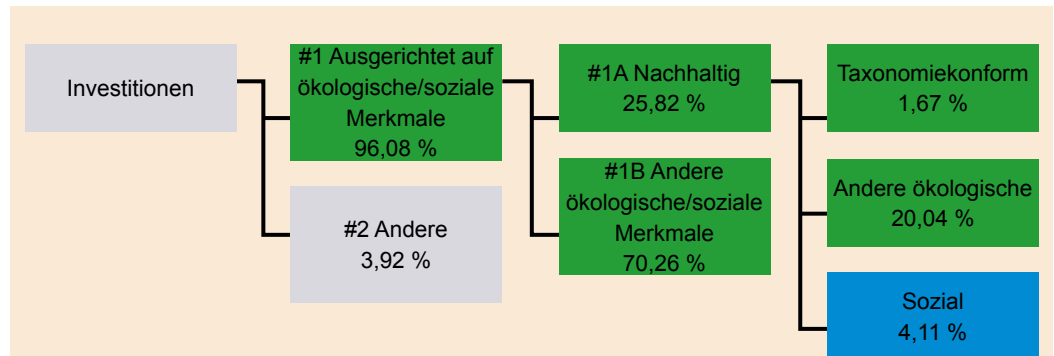 Investitionen
#1 Ausgerichtet auf
ökologische/soziale
Merkmale
96,08 %
#2 Andere
3,92 %
#1A Nachhaltig
25,82 %
#1B Andere
ökologische/soziale
Merkmale
70,26 %
Taxonomiekonform
1,67 %
Andere ökologische
20,04 %
Sozial
4,11 %